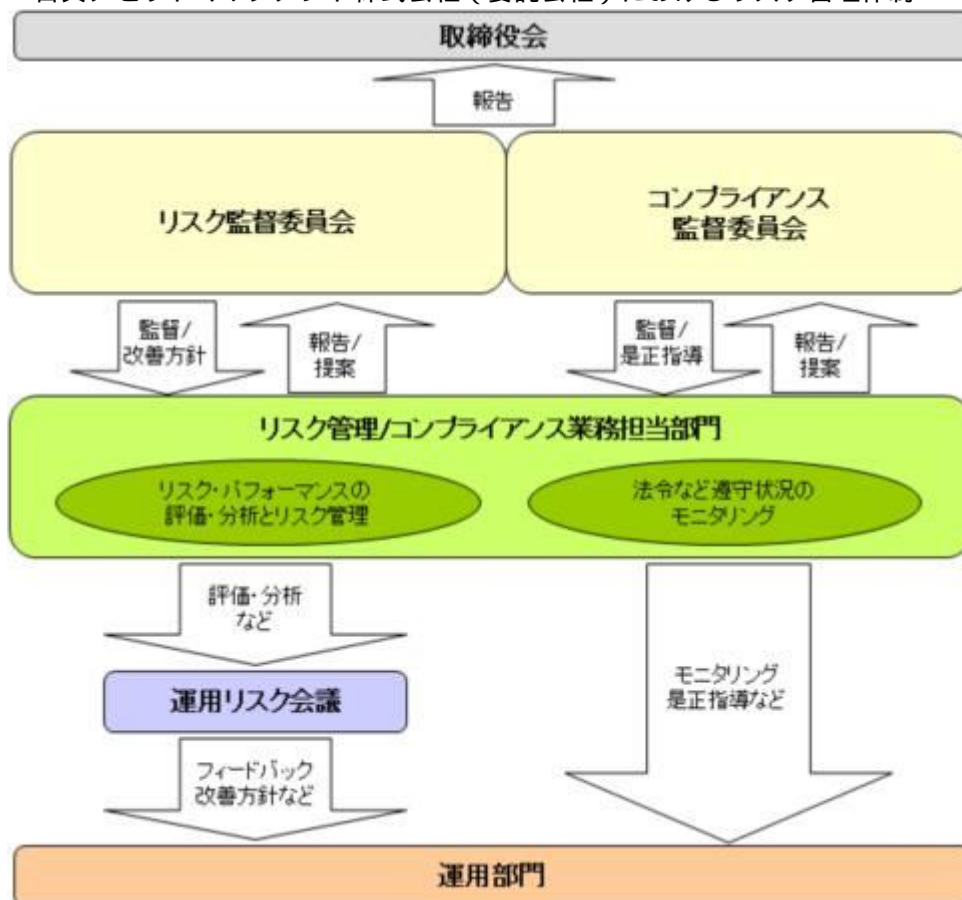 取締役会
報告
リスク監督委員会
コンプライアンス
監督委員会
監督/
改善方針
報告/
提案
監督/
是正指導
報告/
提案
リスク管理/コンプライアンス業務担当部門
リスク・パフォーマンスの
評価・分析とリスク管理
法令など遵守状況の
モニタリング
評価・分析
など
運用リスク会議
モニタリング
是正指導など
フィードバック
改善方針など
運用部門